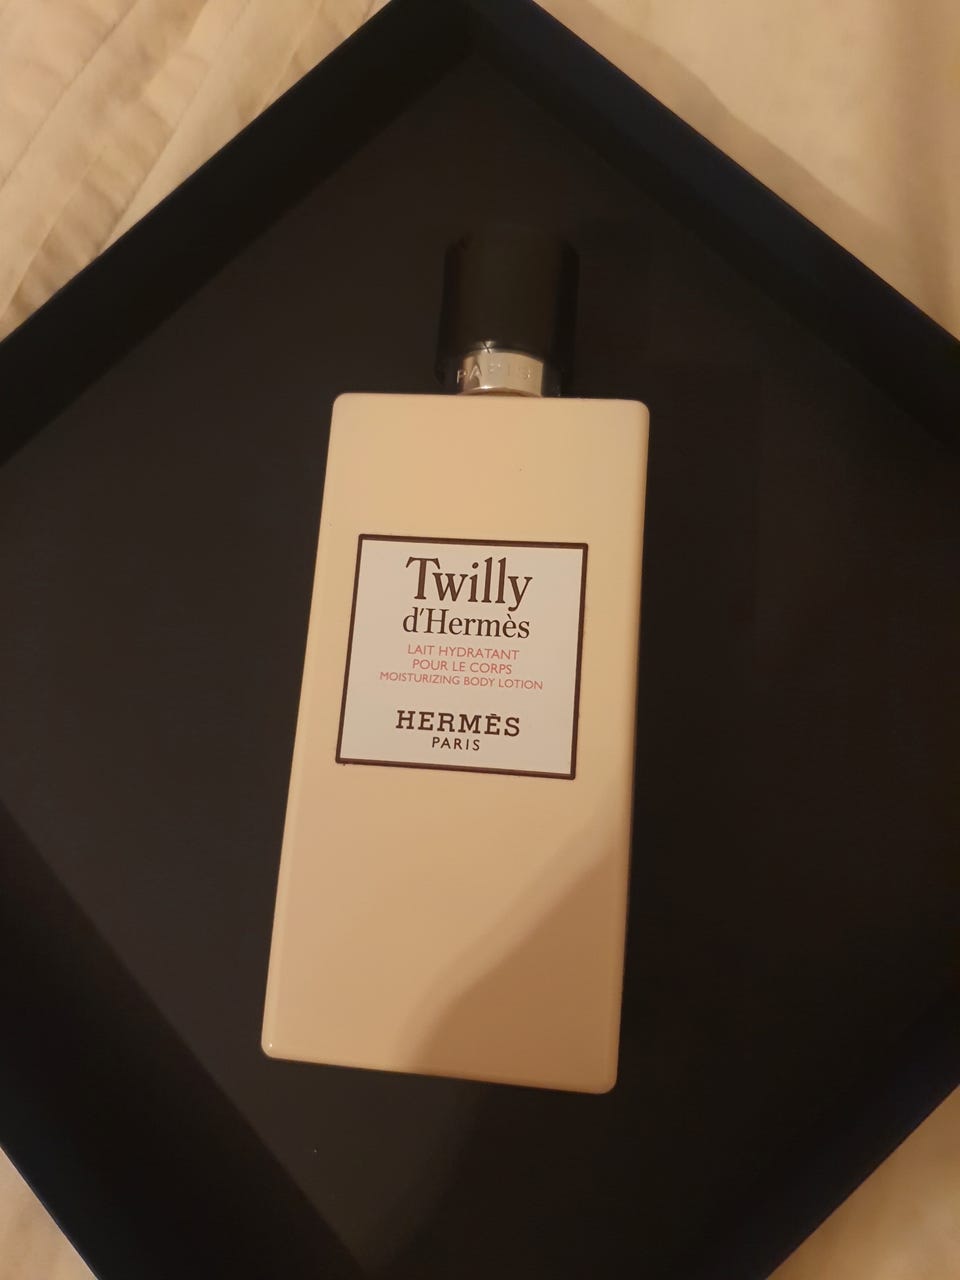 PARIS
Twilly
d'Hermès
LAIT HYDRATANT
POUR LE CORPS
MOISTURIZING BODY LOTION
HERMÈS
PARIS